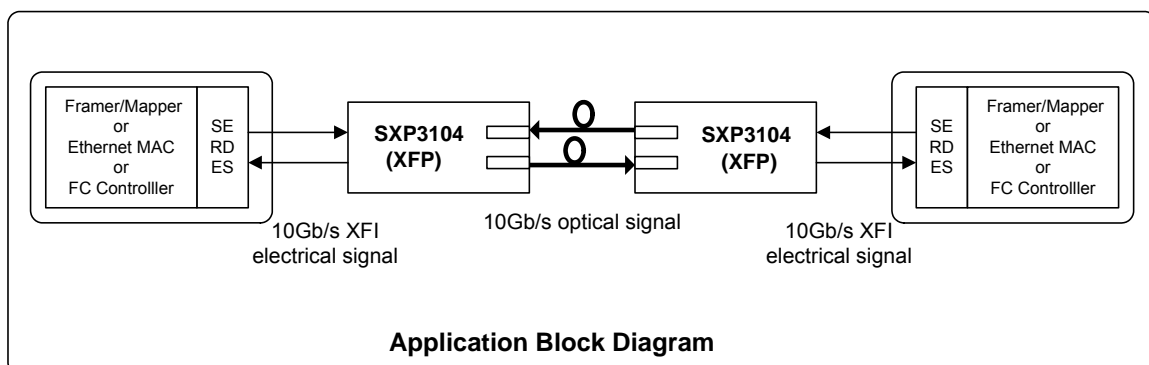 Framer/Mapper
or
Ethernet MAC
or
FC Controlller
SE
RD
ES
SXP3104
(XFP)
SXP3104
(XFP)
SE
RD
ES
Framer/Mapper
or
Ethernet MAC
or
FC Controlller
10Gb/s XFI
electrical signal
10Gb/s optical signal
10Gb/s XFI
electrical signal
Application Block Diagram